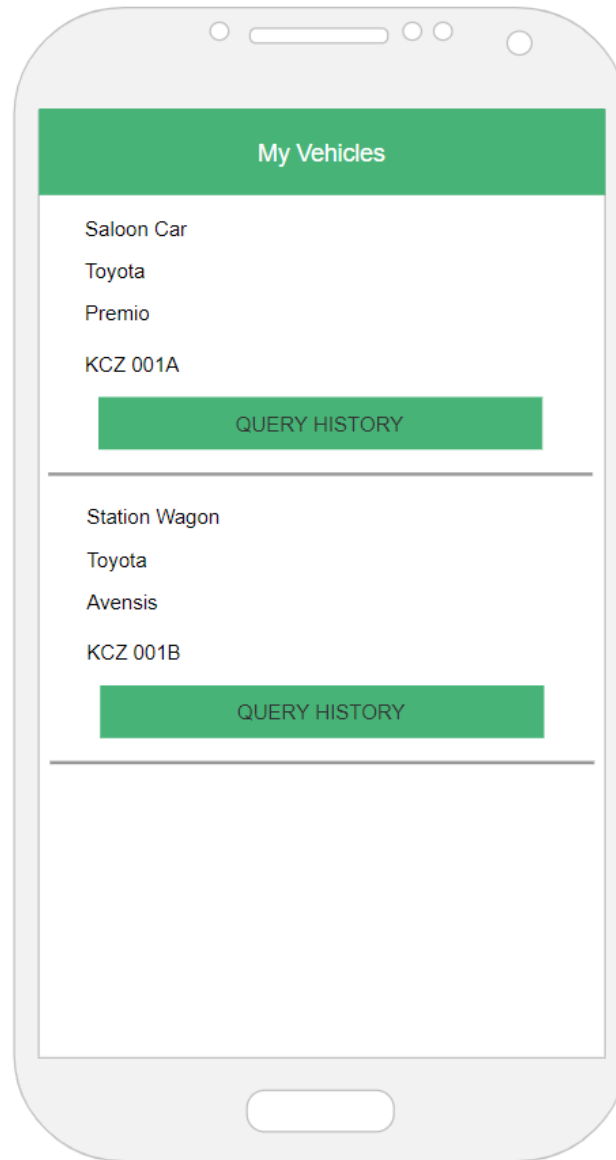 My Vehicles
Saloon Car
Toyota
Premio
KCZ 001A
QUERY HISTORY
Station Wagon
Toyota
Avensis
KCZ 001B
QUERY HISTORY